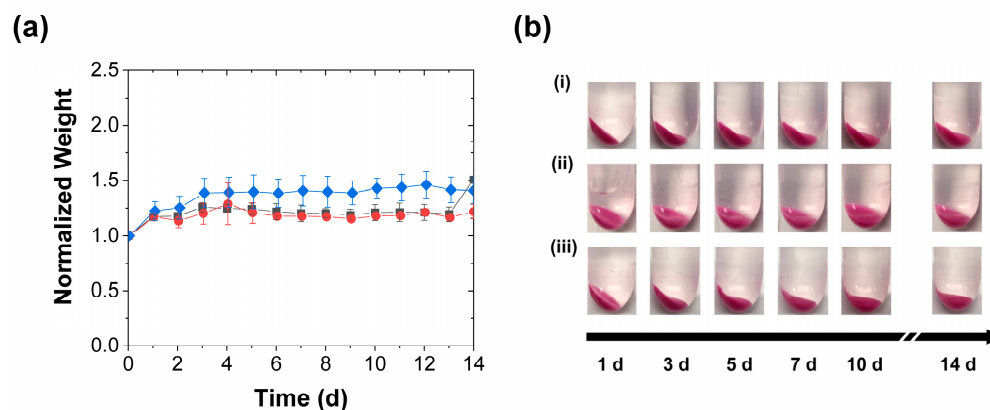 (a)
(b)
2.5
2.0
1.5
1.0
0.5
0.0
0
2
4
6
8
10
12
14
Normalized Weight
Time (d)
(i)
(ii)
(iii)
1 d
3 d
5 d
7 d
10 d
14 d